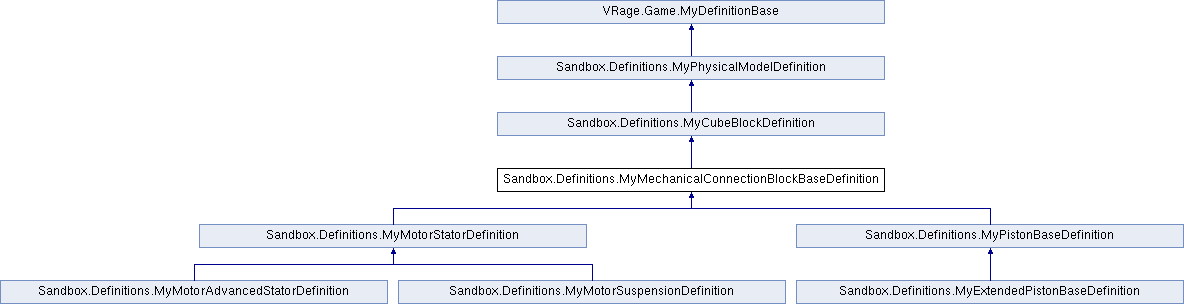 VRage.Game.MyDefinitionBase
Sandbox.Definitions.MyPhysicalModelDefinition
Sandbox.Definitions.MyCubeBlockDefinition
Sandbox.Definitions.MyMechanicalConnectionBlockBaseDefinition
Sandbox.Definitions.MyMotorStatorDefinition
Sandbox.Definitions.MyPistonBaseDefinition
Sandbox.Definitions.MyMotorAdvancedStatorDefinition
Sandbox.Definitions.MyMotorSuspensionDefinition
Sandbox.Definitions.MyExtendedPistonBaseDefinition